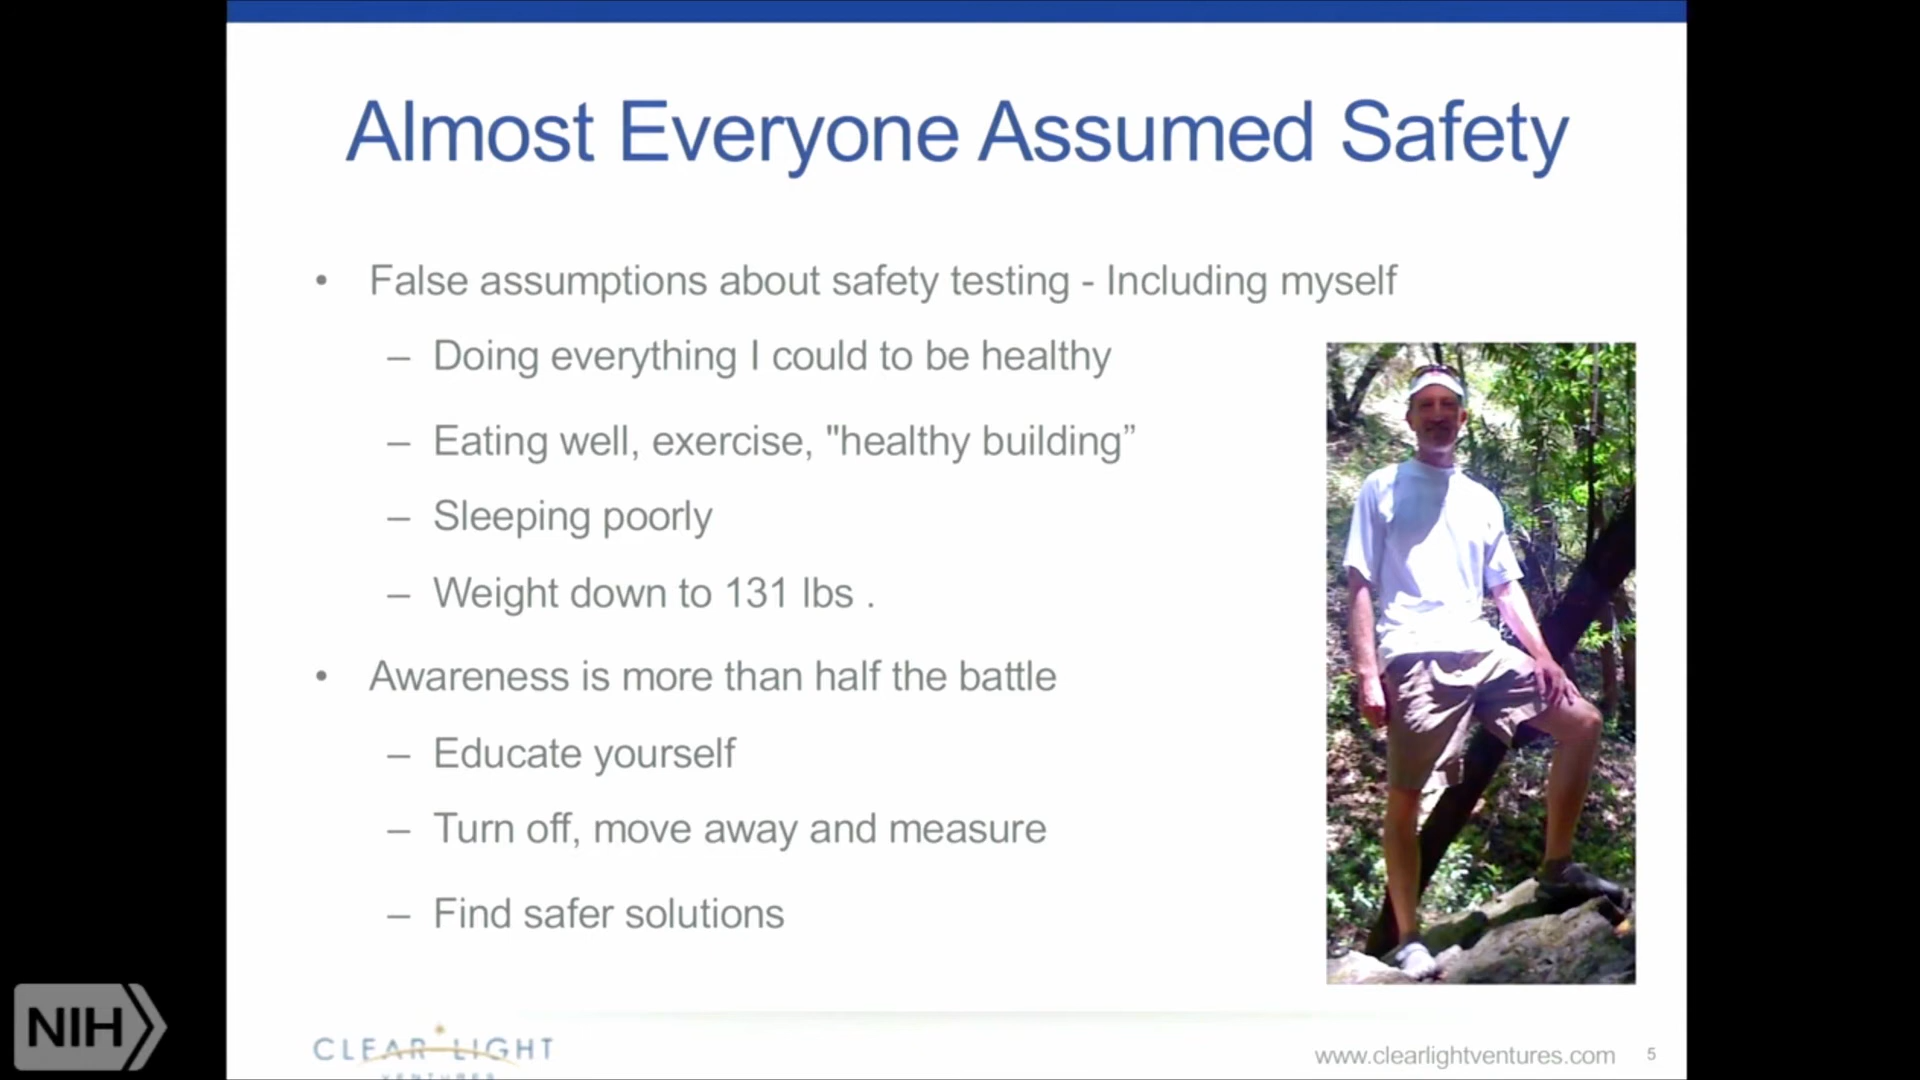 Almost Everyone Assumed Safety
• False assumptions about safety testing - Including myself
– Doing everything I could to be healthy
– Eating well, exercise, "healthy building”
– Sleeping poorly
– Weight down to 131 lbs .
• Awareness is more than half the battle
– Educate yourself
– Turn off, move away and measure
– Find safer solutions
NIH
CLEAR LIGHT
VENTURES
www.clearlightventures.com 5